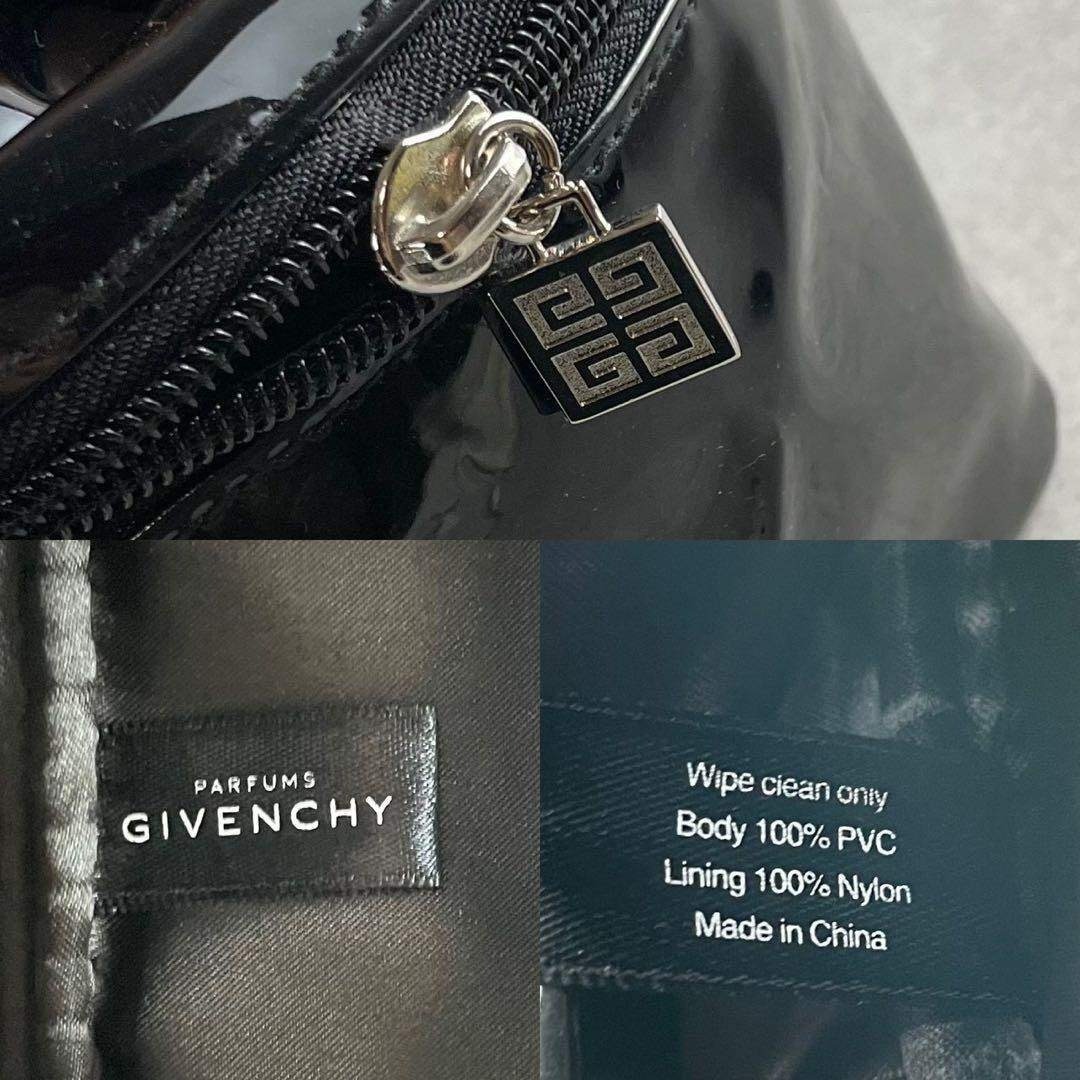 PARFUMS
GIVENCHY
Wipe clean only
Body 100% PVC
Lining 100% Nylon
Made in China